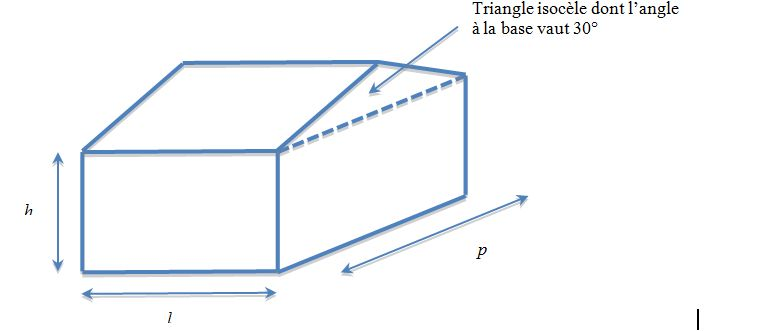 Triangle isocèle dont l'angle
à la base vaut 30°
h
p
l